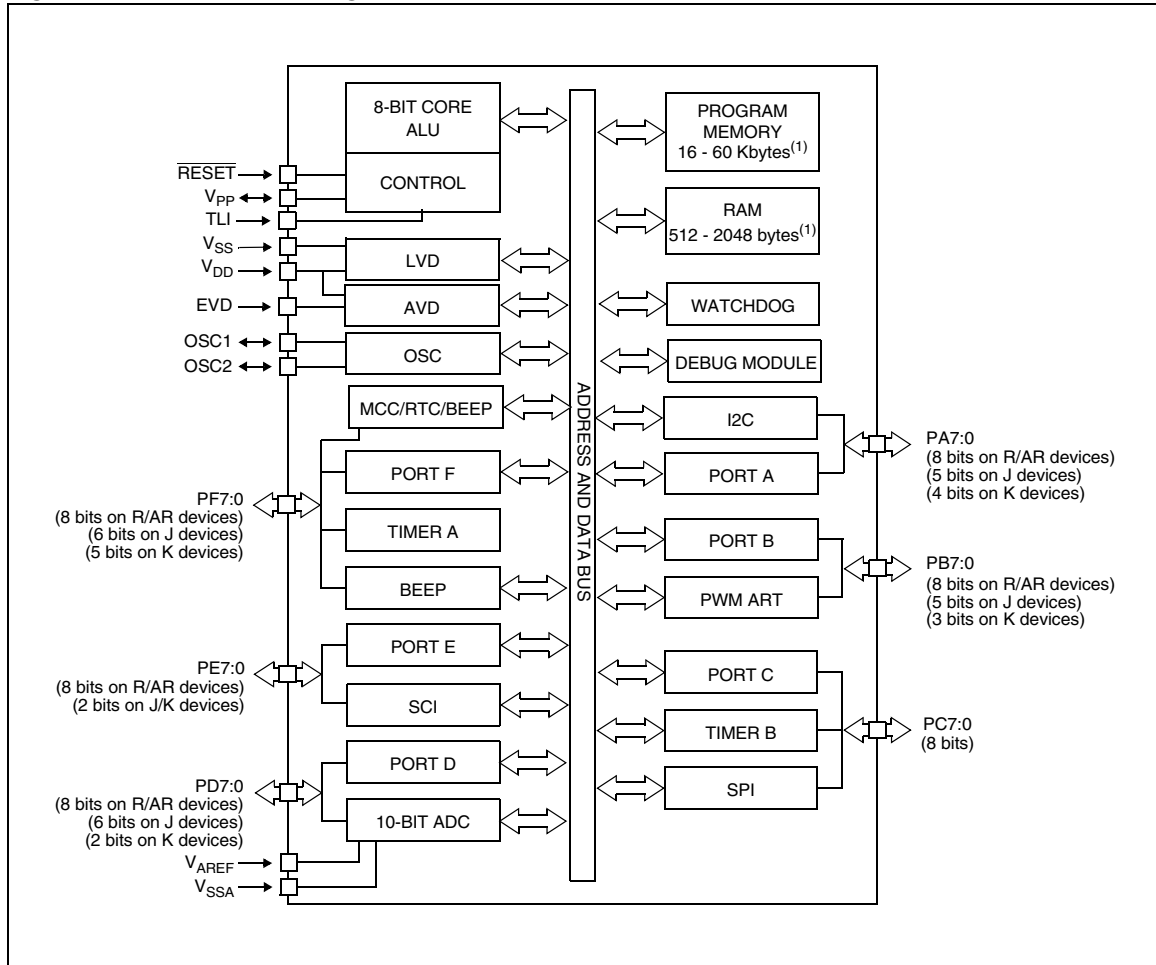 8-BIT CORE
ALU
CONTROL
RESET
VPP
TLI
VSS
VDD
EVD
OSC1
OSC2
LVD
AVD
OSC
MCC/RTC/BEEP
PORT F
TIMER A
BEEP
PF7:0
(8 bits on R/AR devices)
(6 bits on J devices)
(5 bits on K devices)
PORT E
SCI
PE7:0
(8 bits on R/AR devices)
(2 bits on J/K devices)
PORT D
10-BIT ADC
PD7:0
(8 bits on R/AR devices)
(6 bits on J devices)
(2 bits on K devices)
VAREF
VSSA
ADDRESS AND DATA BUS
PROGRAM
MEMORY
16 - 60 Kbytes(1)
RAM
512 - 2048 bytes(1)
WATCHDOG
DEBUG MODULE
I2C
PORT A
PA7:0
(8 bits on R/AR devices)
(5 bits on J devices)
(4 bits on K devices)
PORT B
PWM ART
PB7:0
(8 bits on R/AR devices)
(5 bits on J devices)
(3 bits on K devices)
PORT C
TIMER B
SPI
PC7:0
(8 bits)